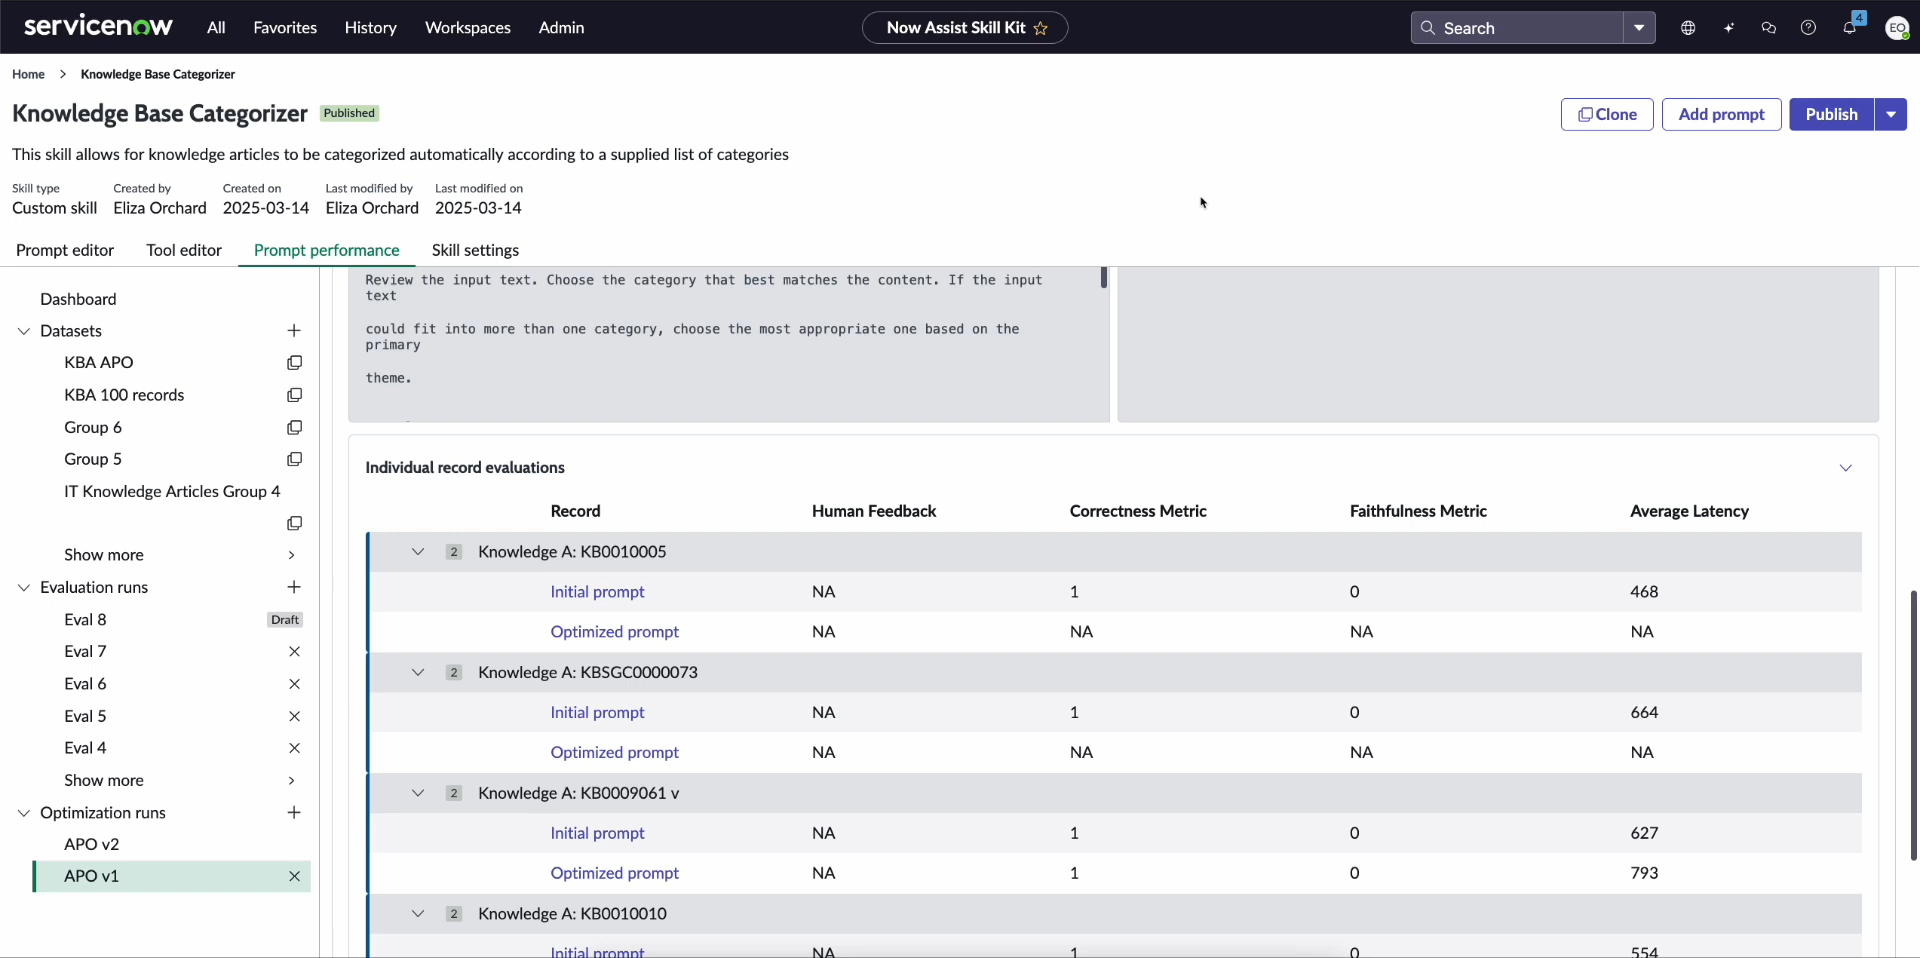 servicenow All Favorites History Workspaces Admin Now Assist Skill Kit Search 4 EO
Home > Knowledge Base Categorizer
Knowledge Base Categorizer Published Clone Add prompt Publish
This skill allows for knowledge articles to be categorized automatically according to a supplied list of categories
Skill type Created by Created on Last modified by Last modified on
Custom skill Eliza Orchard 2025-03-14 Eliza Orchard 2025-03-14
Prompt editor Tool editor Prompt performance Skill settings
Dashboard
Datasets
KBA APO
KBA 100 records
Group 6
Group 5
IT Knowledge Articles Group 4
Show more
Evaluation runs
Eval 8 Draft
Eval 7
Eval 6
Eval 5
Eval 4
Show more
Optimization runs
APO v2
APO v1
Review the input text. Choose the category that best matches the content. If the input
text
could fit into more than one category, choose the most appropriate one based on the
primary
theme.
Individual record evaluations
Record Human Feedback Correctness Metric Faithfulness Metric Average Latency
2 Knowledge A: KB0010005
Initial prompt NA 1 0 468
Optimized prompt NA NA NA NA
2 Knowledge A: KBSGC0000073
Initial prompt NA 1 0 664
Optimized prompt NA NA NA NA
2 Knowledge A: KB0009061 v
Initial prompt NA 1 0 627
Optimized prompt NA 1 0 793
2 Knowledge A: KB0010010
Initial prompt NA 1 0 554